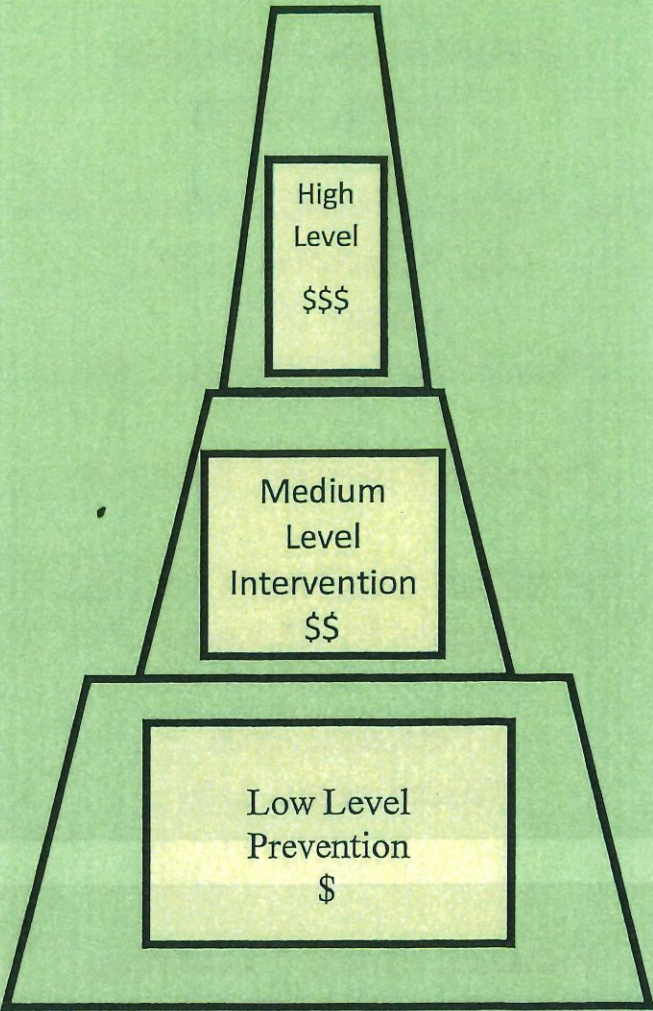 High
Level
$$$
Medium
Level
Intervention
$$
Low Level
Prevention
$